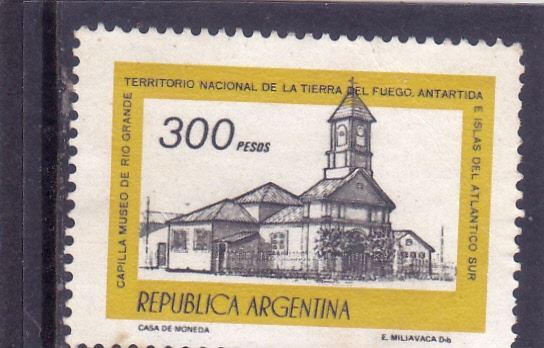 CAPILLA MUSEO DE RIO GRANDE
TERRITORIO NACIONAL DE LA TIERRA DEL FUEGO, ANTARTIDA
E ISLAS DEL ATLANTICO SUR
300 PESOS
REPUBLICA ARGENTINA
CASA DE MONEDA
E. MILIAVACA Dib